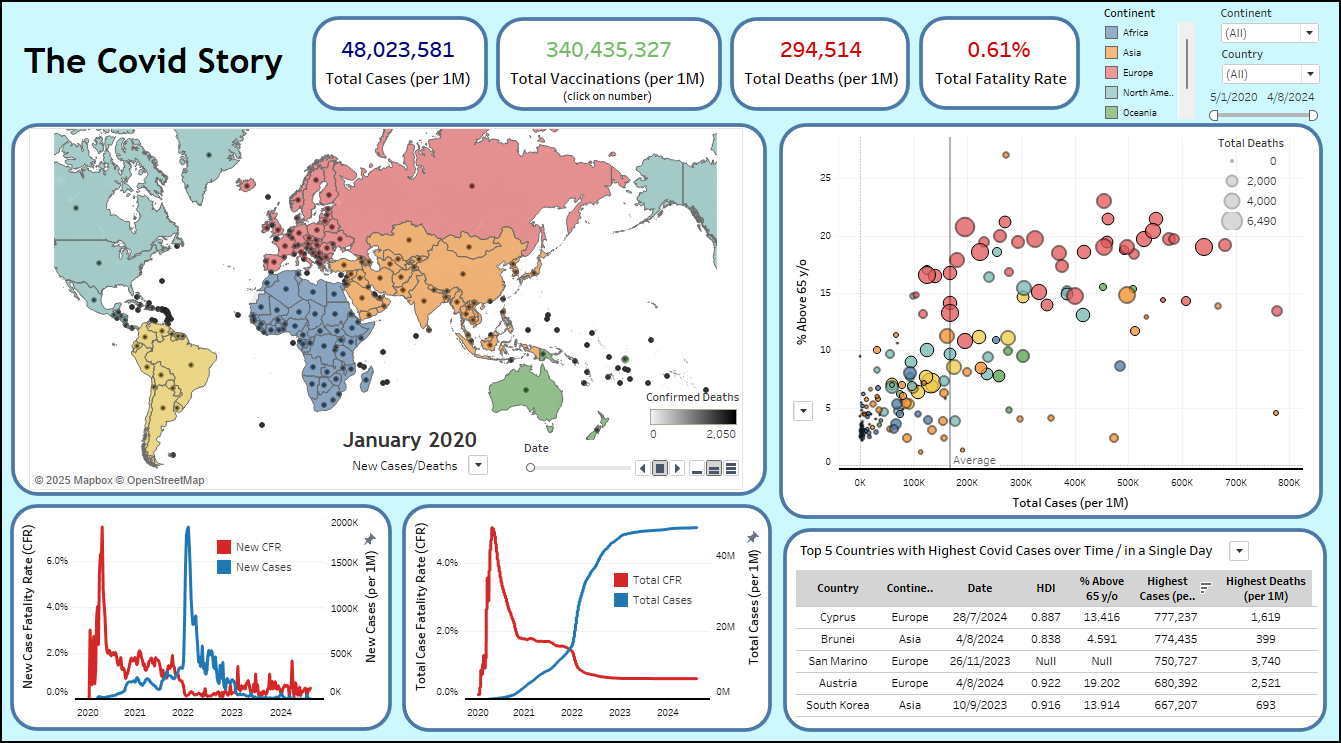 The Covid Story
48,023,581
Total Cases (per 1M)
340,435,327
Total Vaccinations (per 1M)
(click on number)
294,514
Total Deaths (per 1M)
0.61%
Total Fatality Rate
Continent
Africa
Asia
Europe
North Ame..
Oceania
Continent
(All)
Country
(All)
5/1/2020 4/8/2024
Confirmed Deaths
0 2,050
January 2020
New Cases/Deaths
Date
© 2025 Mapbox © OpenStreetMap
Total Deaths
0
2,000
4,000
6,490
% Above 65 y/o
25
20
15
10
5
0
Average
0K 100K 200K 300K 400K 500K 600K 700K 800K
Total Cases (per 1M)
New Case Fatality Rate (CFR)
6.0%
4.0%
2.0%
0.0%
New CFR
New Cases
2000K
1500K
1000K
500K
0K
New Cases (per 1M)
2020 2021 2022 2023 2024
Total Case Fatality Rate (CFR)
4.0%
2.0%
0.0%
Total CFR
Total Cases
40M
20M
0M
Total Cases (per 1M)
2020 2021 2022 2023 2024
Top 5 Countries with Highest Covid Cases over Time / in a Single Day
Country Contine.. Date HDI % Above 65 y/o Highest Cases (pe.. Highest Deaths (per 1M)
Cyprus Europe 28/7/2024 0.887 13.416 777,237 1,619
Brunei Asia 4/8/2024 0.838 4.591 774,435 399
San Marino Europe 26/11/2023 Null Null 750,727 3,740
Austria Europe 4/8/2024 0.922 19.202 680,392 2,521
South Korea Asia 10/9/2023 0.916 13.914 667,207 693